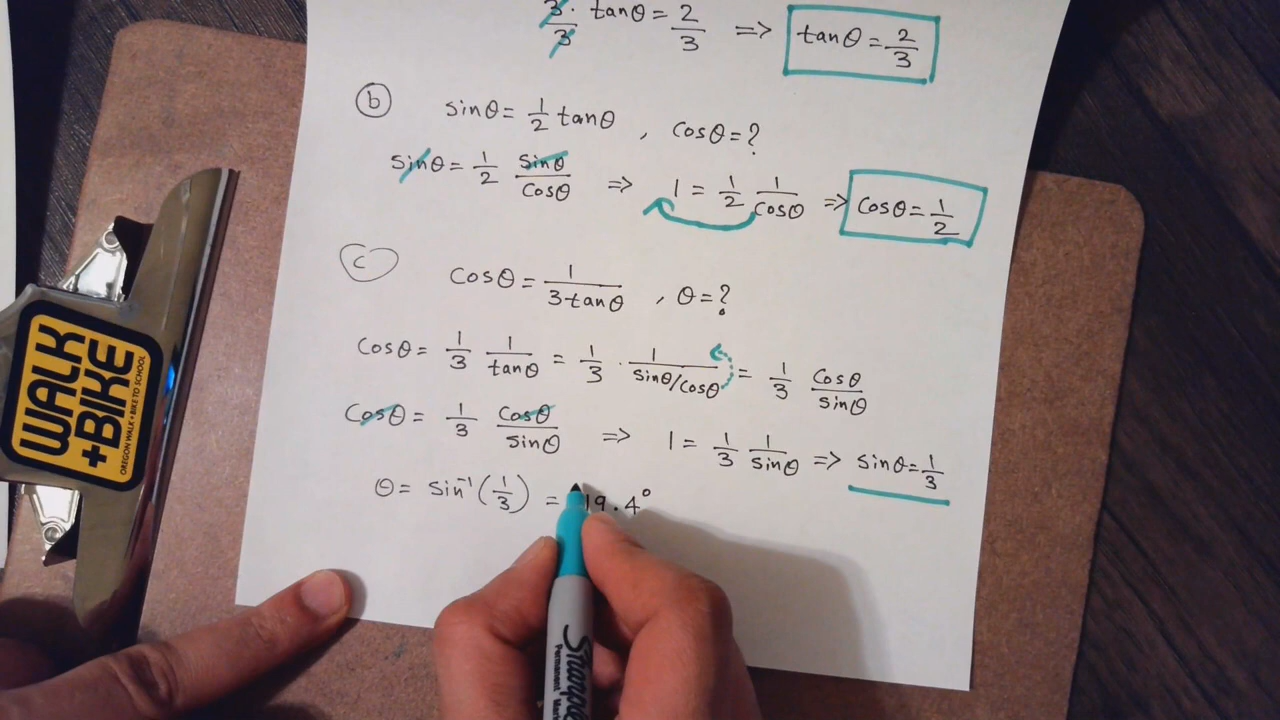 3/3 · tanθ = 2/3 => tanθ = 2/3
b sinθ = 1/2 tanθ , cosθ = ?
sinθ = 1/2 sinθ/cosθ => 1 = 1/2 1/cosθ => cosθ = 1/2
c cosθ = 1/3tanθ , θ = ?
cosθ = 1/3 1/tanθ = 1/3 · 1/sinθ/cosθ = 1/3 cosθ/sinθ
cosθ = 1/3 cosθ/sinθ => 1 = 1/3 1/sinθ => sinθ = 1/3
θ = sin⁻¹(1/3) = 19.4°
WALK
+BIKE
OREGON WALK + BIKE TO SCHOOL
Sharpie
Permanent